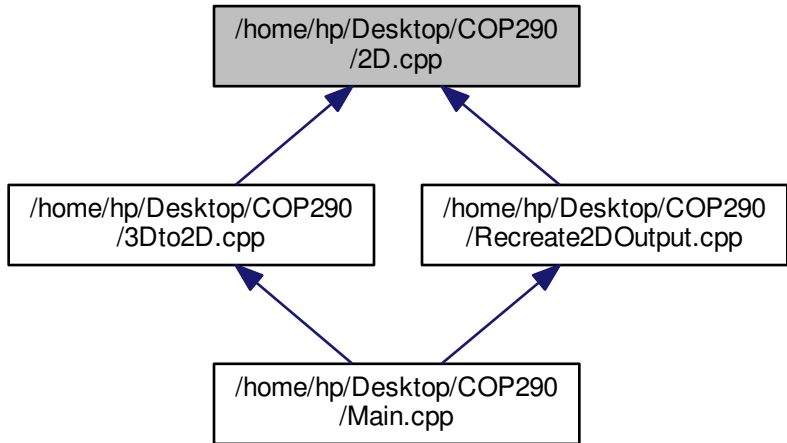 /home/hp/Desktop/COP290
/2D.cpp
/home/hp/Desktop/COP290
/3Dto2D.cpp
/home/hp/Desktop/COP290
/Recreate2DOutput.cpp
/home/hp/Desktop/COP290
/Main.cpp